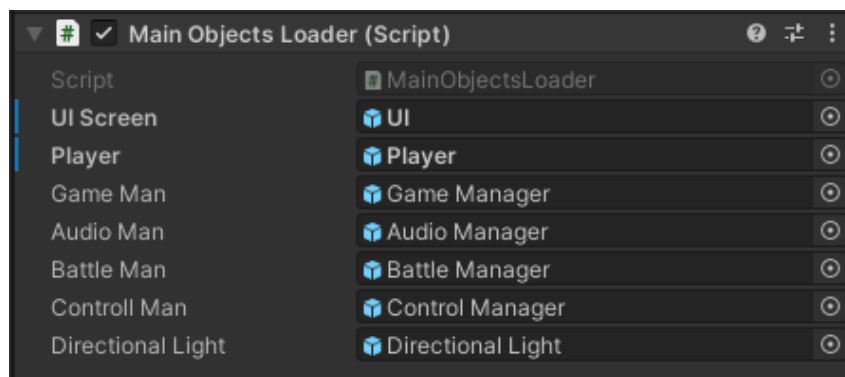 Main Objects Loader (Script)
Script MainObjectsLoader
UI Screen UI
Player Player
Game Man Game Manager
Audio Man Audio Manager
Battle Man Battle Manager
Controll Man Control Manager
Directional Light Directional Light